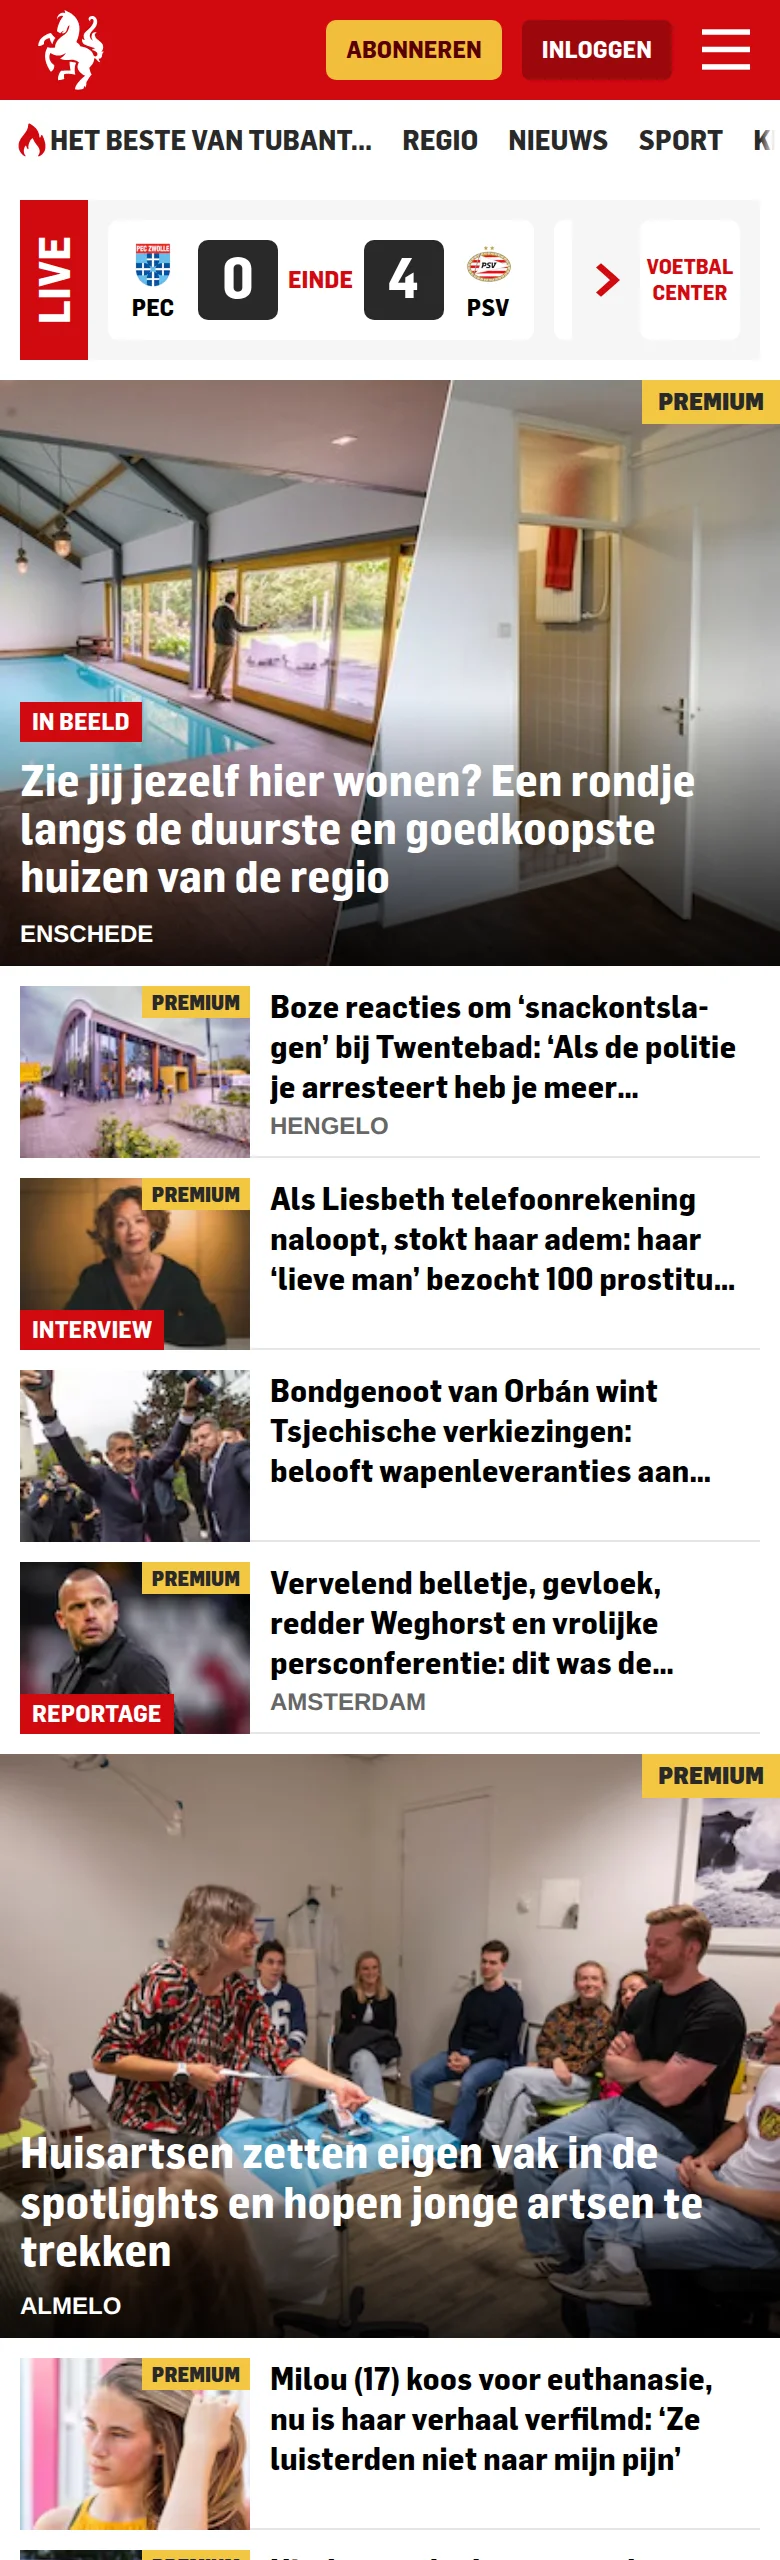 ABONNEREN
INLOGGEN
HET BESTE VAN TUBANT...
REGIO
NIEUWS
SPORT
LIVE
PEC ZWOLLE
PEC
0
EINDE
4
PSV
PSV
VOETBAL
CENTER
PREMIUM
IN BEELD
Zie jij jezelf hier wonen? Een rondje
langs de duurste en goedkoopste
huizen van de regio
ENSCHEDE
PREMIUM
Boze reacties om ‘snackontsla-
gen’ bij Twentebad: ‘Als de politie
je arresteert heb je meer...
HENGELO
PREMIUM
INTERVIEW
Als Liesbeth telefoonrekening
naloopt, stokt haar adem: haar
‘lieve man’ bezocht 100 prostitu...
Bondgenoot van Orbán wint
Tsjechische verkiezingen:
belooft wapenleveranties aan...
PREMIUM
REPORTAGE
Vervelend belletje, gevloek,
redder Weghorst en vrolijke
persconferentie: dit was de...
AMSTERDAM
PREMIUM
Huisartsen zetten eigen vak in de
spotlights en hopen jonge artsen te
trekken
ALMELO
PREMIUM
Milou (17) koos voor euthanasie,
nu is haar verhaal verfilmd: ‘Ze
luisterden niet naar mijn pijn’